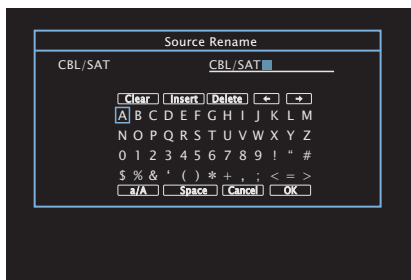 Source Rename
CBL/SAT CBL/SAT
Clear Insert Delete ← →
A B C D E F G H I J K L M
N O P Q R S T U V W X Y Z
0 1 2 3 4 5 6 7 8 9 ! “ #
$ % & ‘ ( ) * + , ; < = >
a/A Space Cancel OK